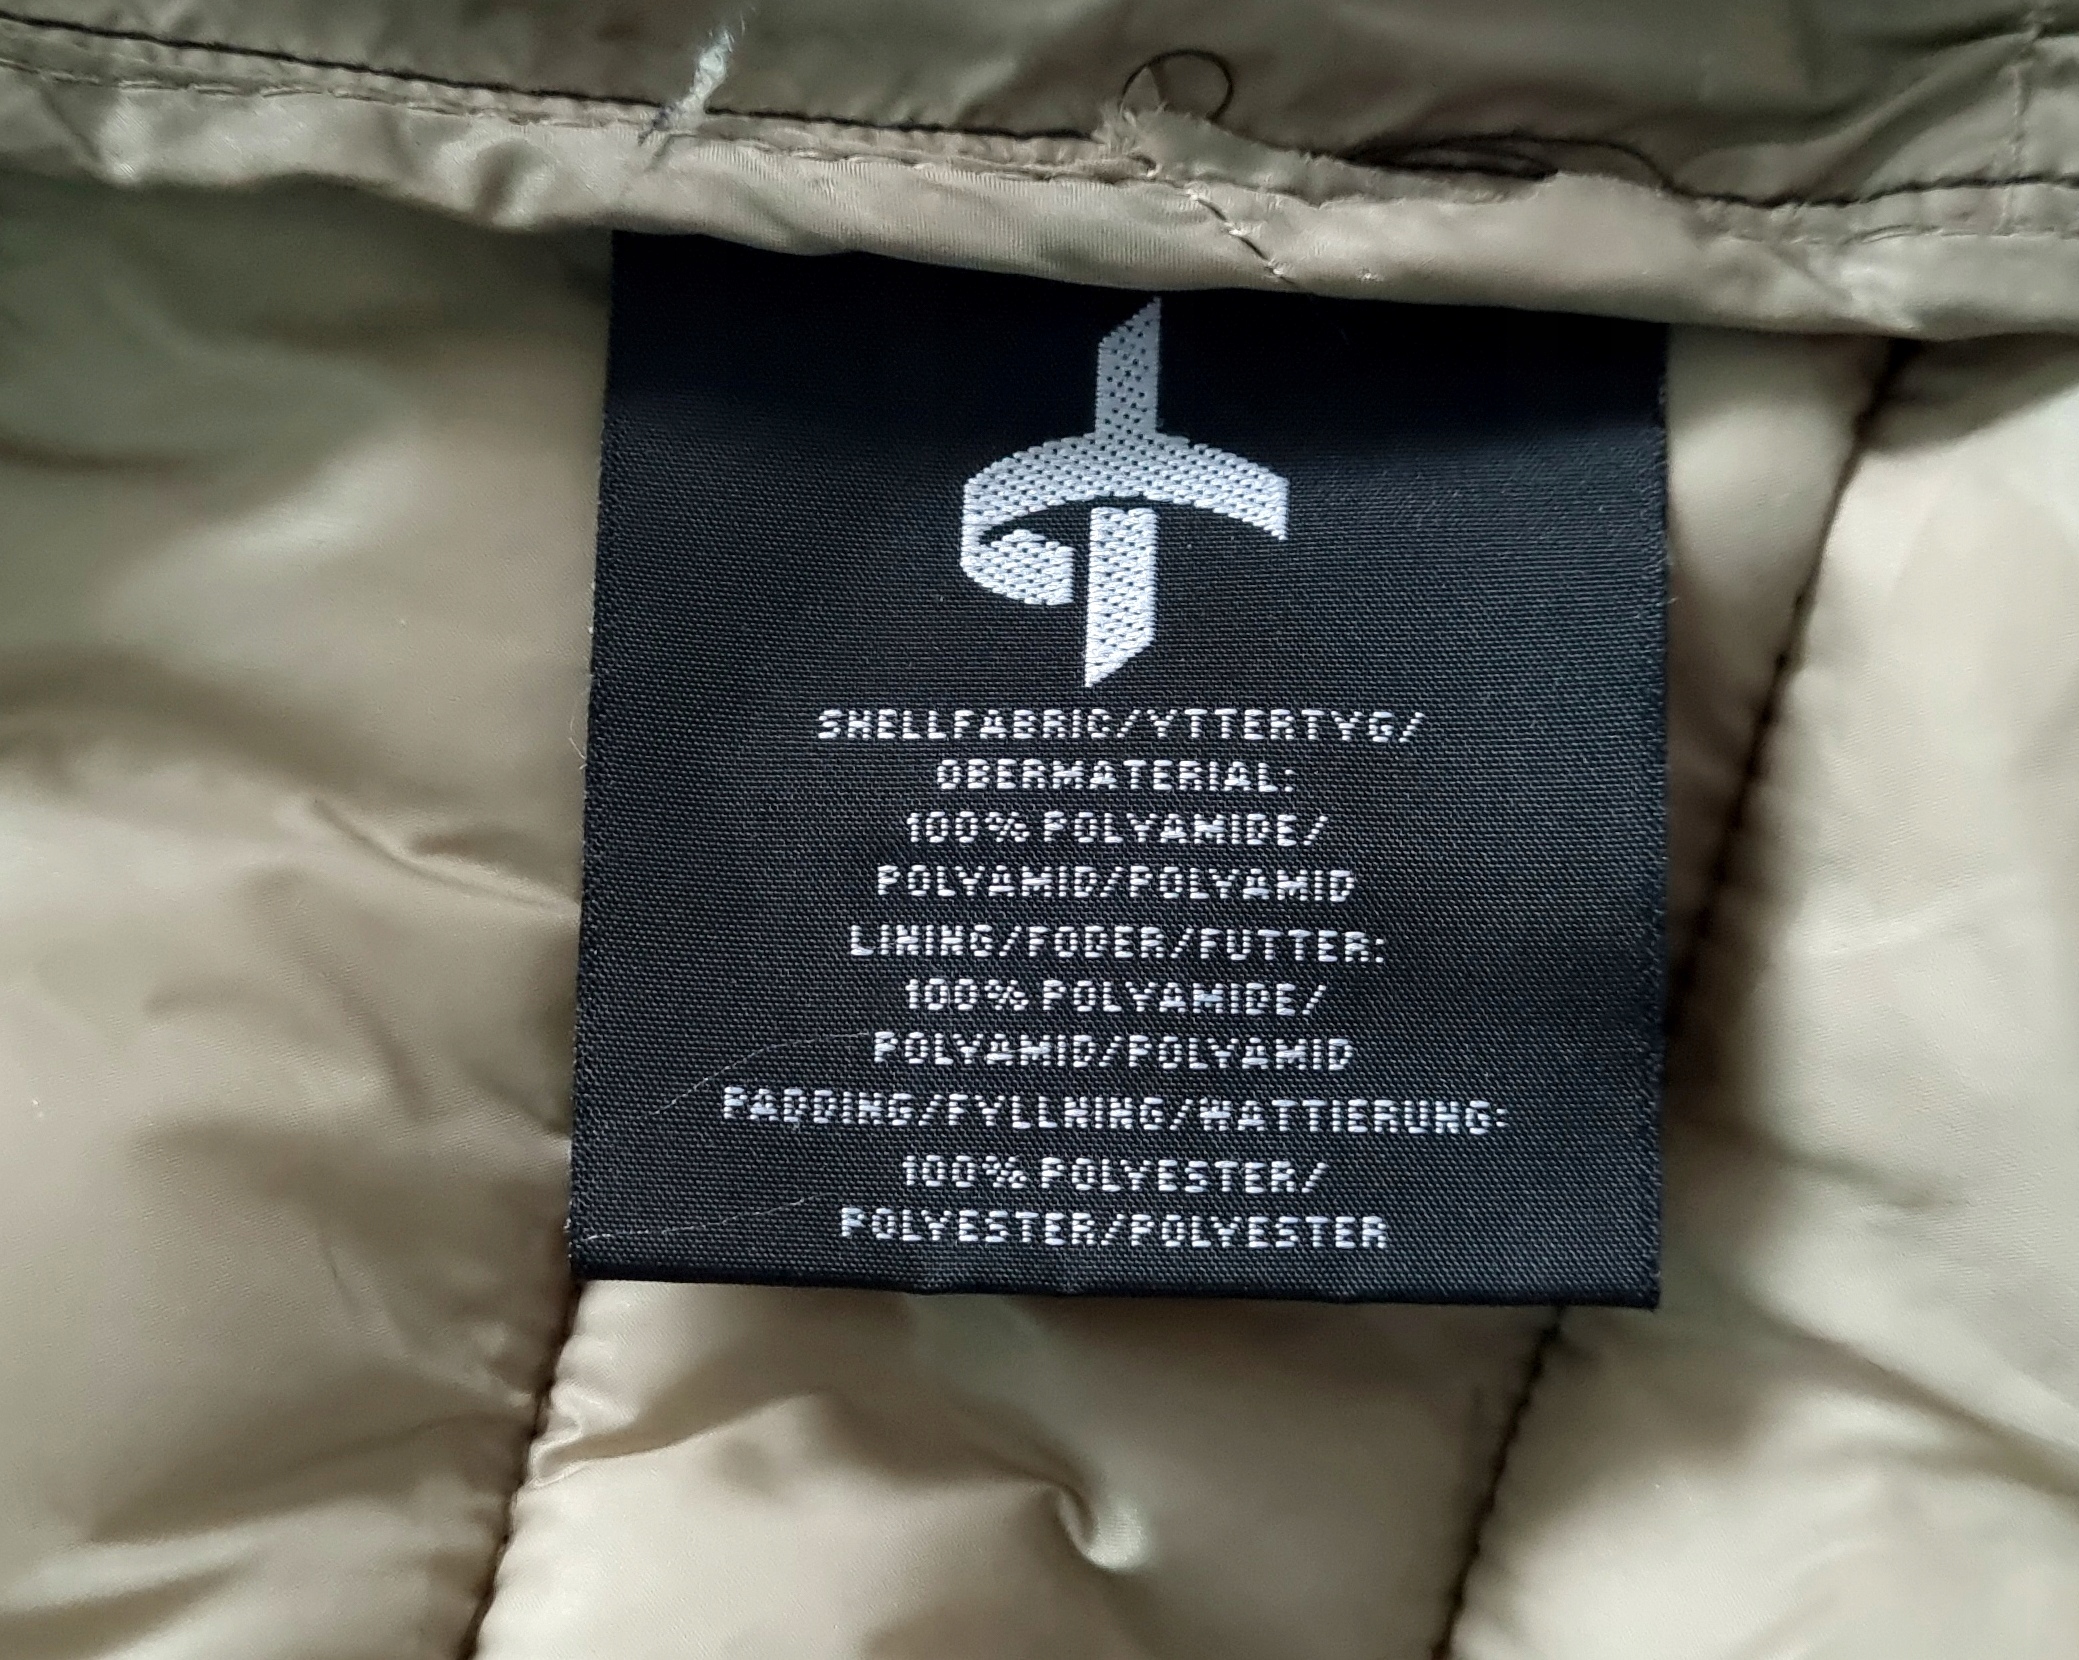 SHELLFABRIC/YTTERTYG/
OBERMATERIAL:
100% POLYAMIDE/
POLYAMID/POLYAMID
LINING/FODER/FUTTER:
100% POLYAMIDE/
POLYAMID/POLYAMID
PADDING/FYLLNING/WATTIERUNG:
100% POLYESTER/
POLYESTER/POLYESTER